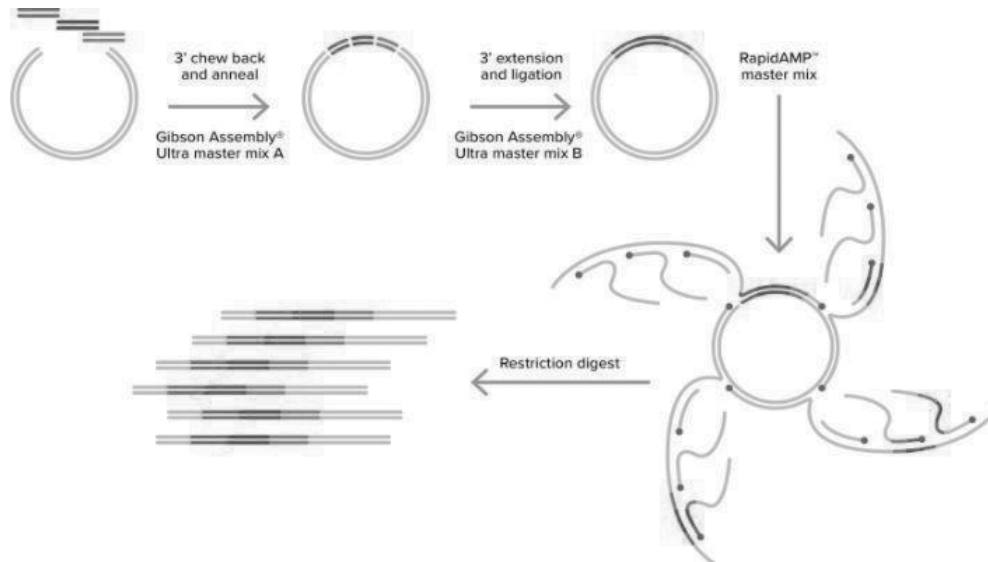 3' chew back
and anneal
Gibson Assembly®
Ultra master mix A
3' extension
and ligation
Gibson Assembly®
Ultra master mix B
RapidAMP™
master mix
Restriction digest